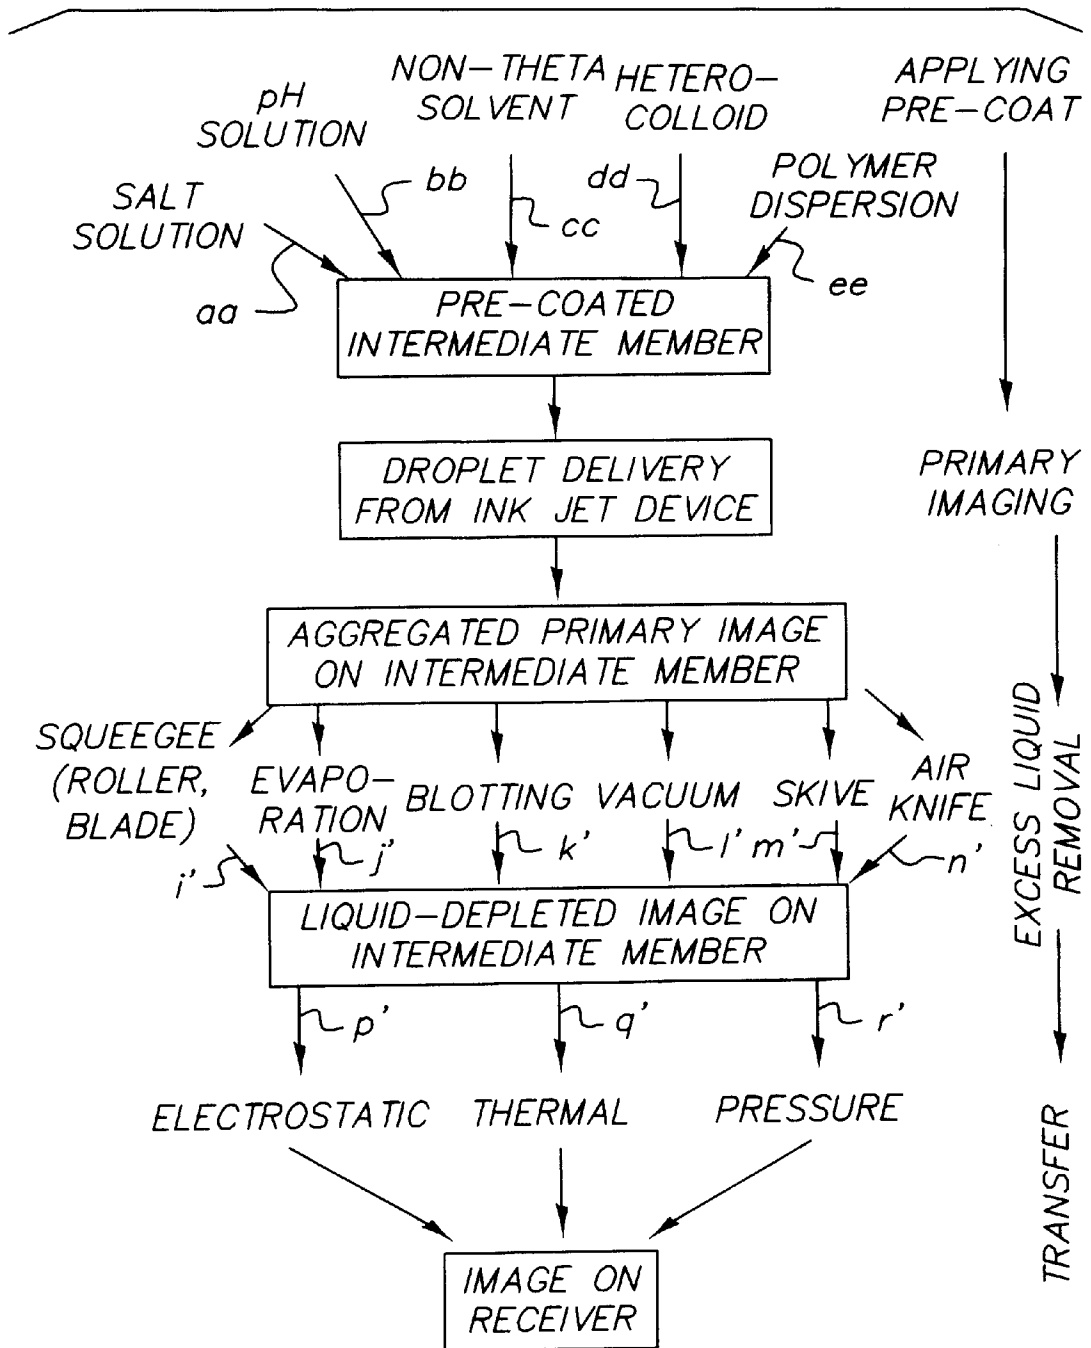 NON-THETA
SOLVENT
HETERO-
COLLOID
APPLYING
PRE-COAT
pH
SOLUTION
SALT
SOLUTION
POLYMER
DISPERSION
aa
bb
cc
dd
ee
PRE-COATED
INTERMEDIATE MEMBER
DROPLET DELIVERY
FROM INK JET DEVICE
PRIMARY
IMAGING
AGGREGATED PRIMARY IMAGE
ON INTERMEDIATE MEMBER
SQUEEGEE
(ROLLER,
BLADE)
EVAPO-
RATION
BLOTTING
VACUUM
SKIVE
AIR
KNIFE
EXCESS LIQUID
REMOVAL
i'
j'
k'
l'
m'
n'
LIQUID-DEPLETED IMAGE ON
INTERMEDIATE MEMBER
p'
q'
r'
ELECTROSTATIC
THERMAL
PRESSURE
TRANSFER
IMAGE ON
RECEIVER